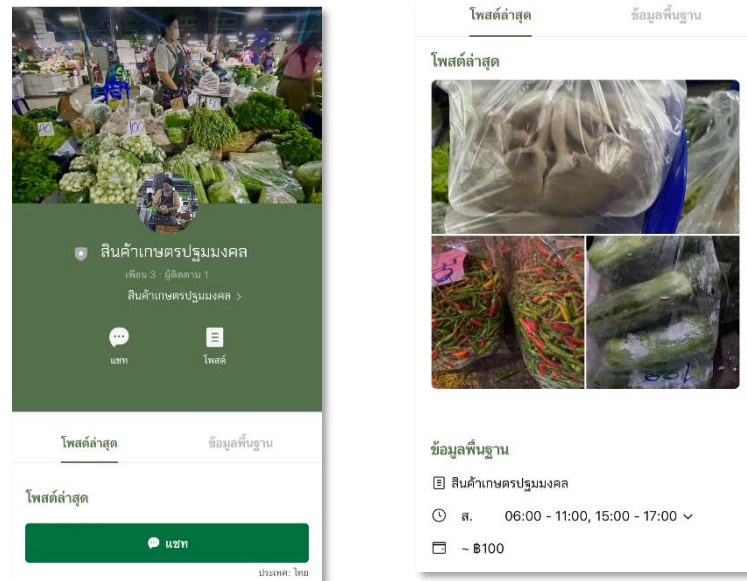 สินค้าเกษตรปฐมมงคล
เพื่อน 3 · ผู้ติดตาม 1
สินค้าเกษตรปฐมมงคล >
แชท
โพสต์
โพสต์ล่าสุด
ข้อมูลพื้นฐาน
โพสต์ล่าสุด
แชท
ประเทศ: ไทย
โพสต์ล่าสุด
ข้อมูลพื้นฐาน
โพสต์ล่าสุด
ข้อมูลพื้นฐาน
สินค้าเกษตรปฐมมงคล
ส. 06:00 - 11:00, 15:00 - 17:00
~ ฿100